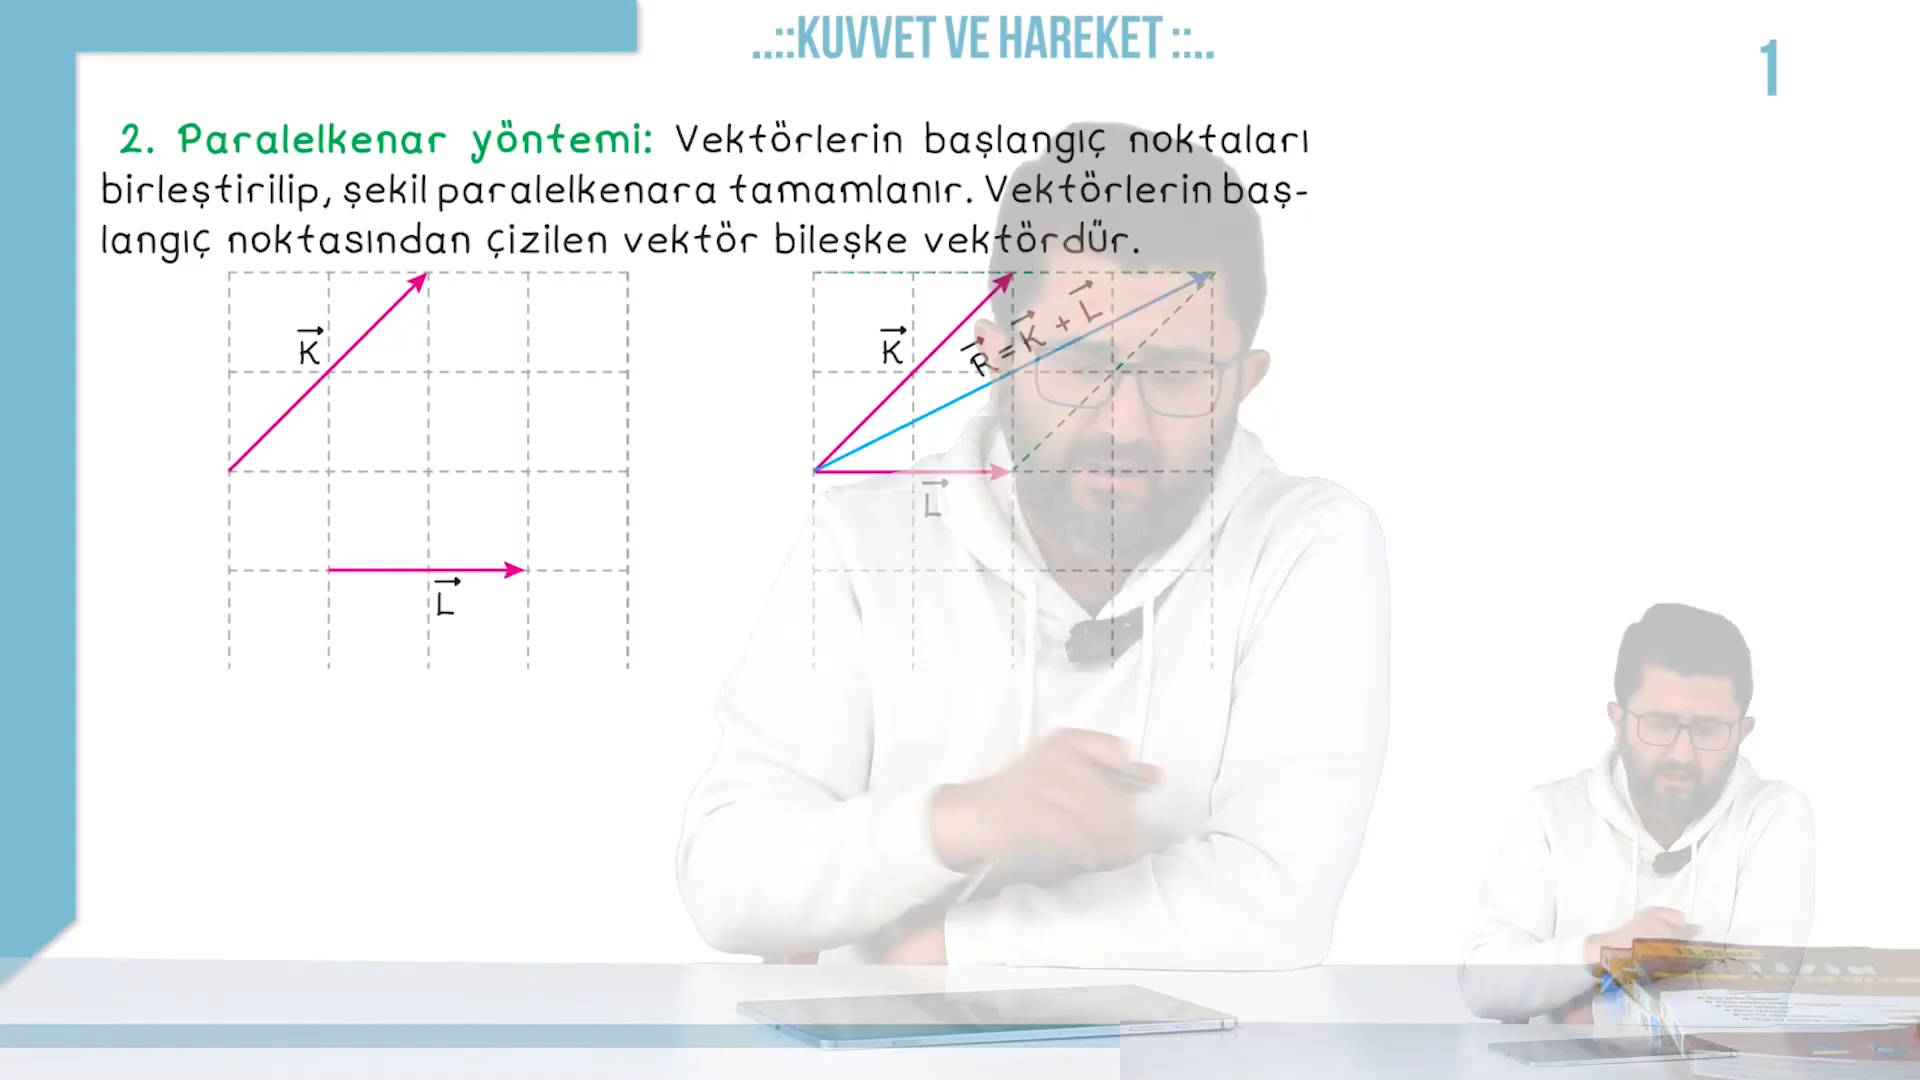 ..::KUVVET VE HAREKET ::..
1
2. Paralelkenar yöntemi: Vektörlerin başlangıç noktaları
birleştirilip, şekil paralelkenara tamamlanır. Vektörlerin baş-
langıç noktasından çizilen vektör bileşke vektördür.
K
L
K
R = K + L
L